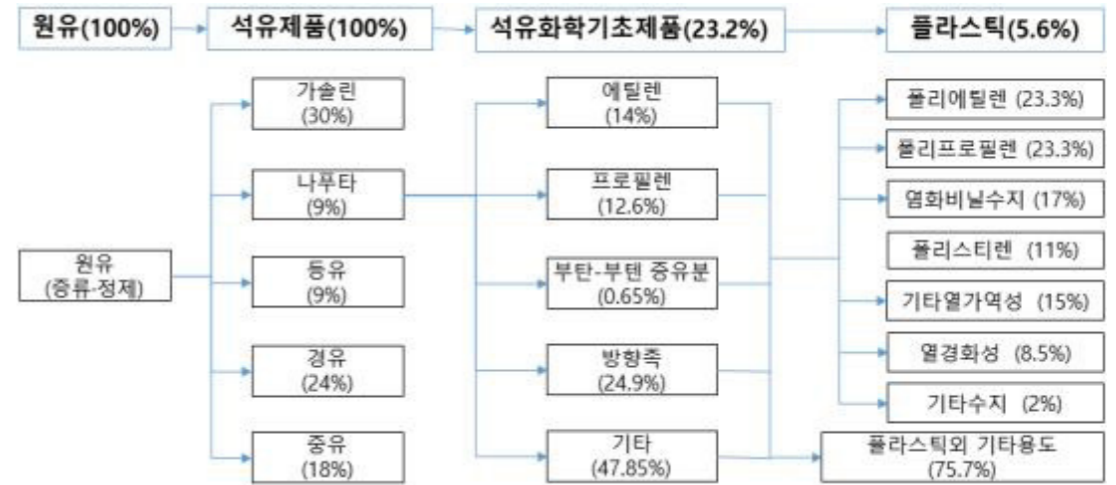 원유(100%)
석유제품(100%)
석유화학기초제품(23.2%)
플라스틱(5.6%)
원유
(증류-정제)
가솔린
(30%)
나푸타
(9%)
등유
(9%)
경유
(24%)
중유
(18%)
에틸렌
(14%)
프로필렌
(12.6%)
부탄-부텐 증유분
(0.65%)
방향족
(24.9%)
기타
(47.85%)
폴리에틸렌 (23.3%)
폴리프로필렌 (23.3%)
염화비닐수지 (17%)
폴리스티렌 (11%)
기타열가역성 (15%)
열경화성 (8.5%)
기타수지 (2%)
플라스틱외 기타용도
(75.7%)